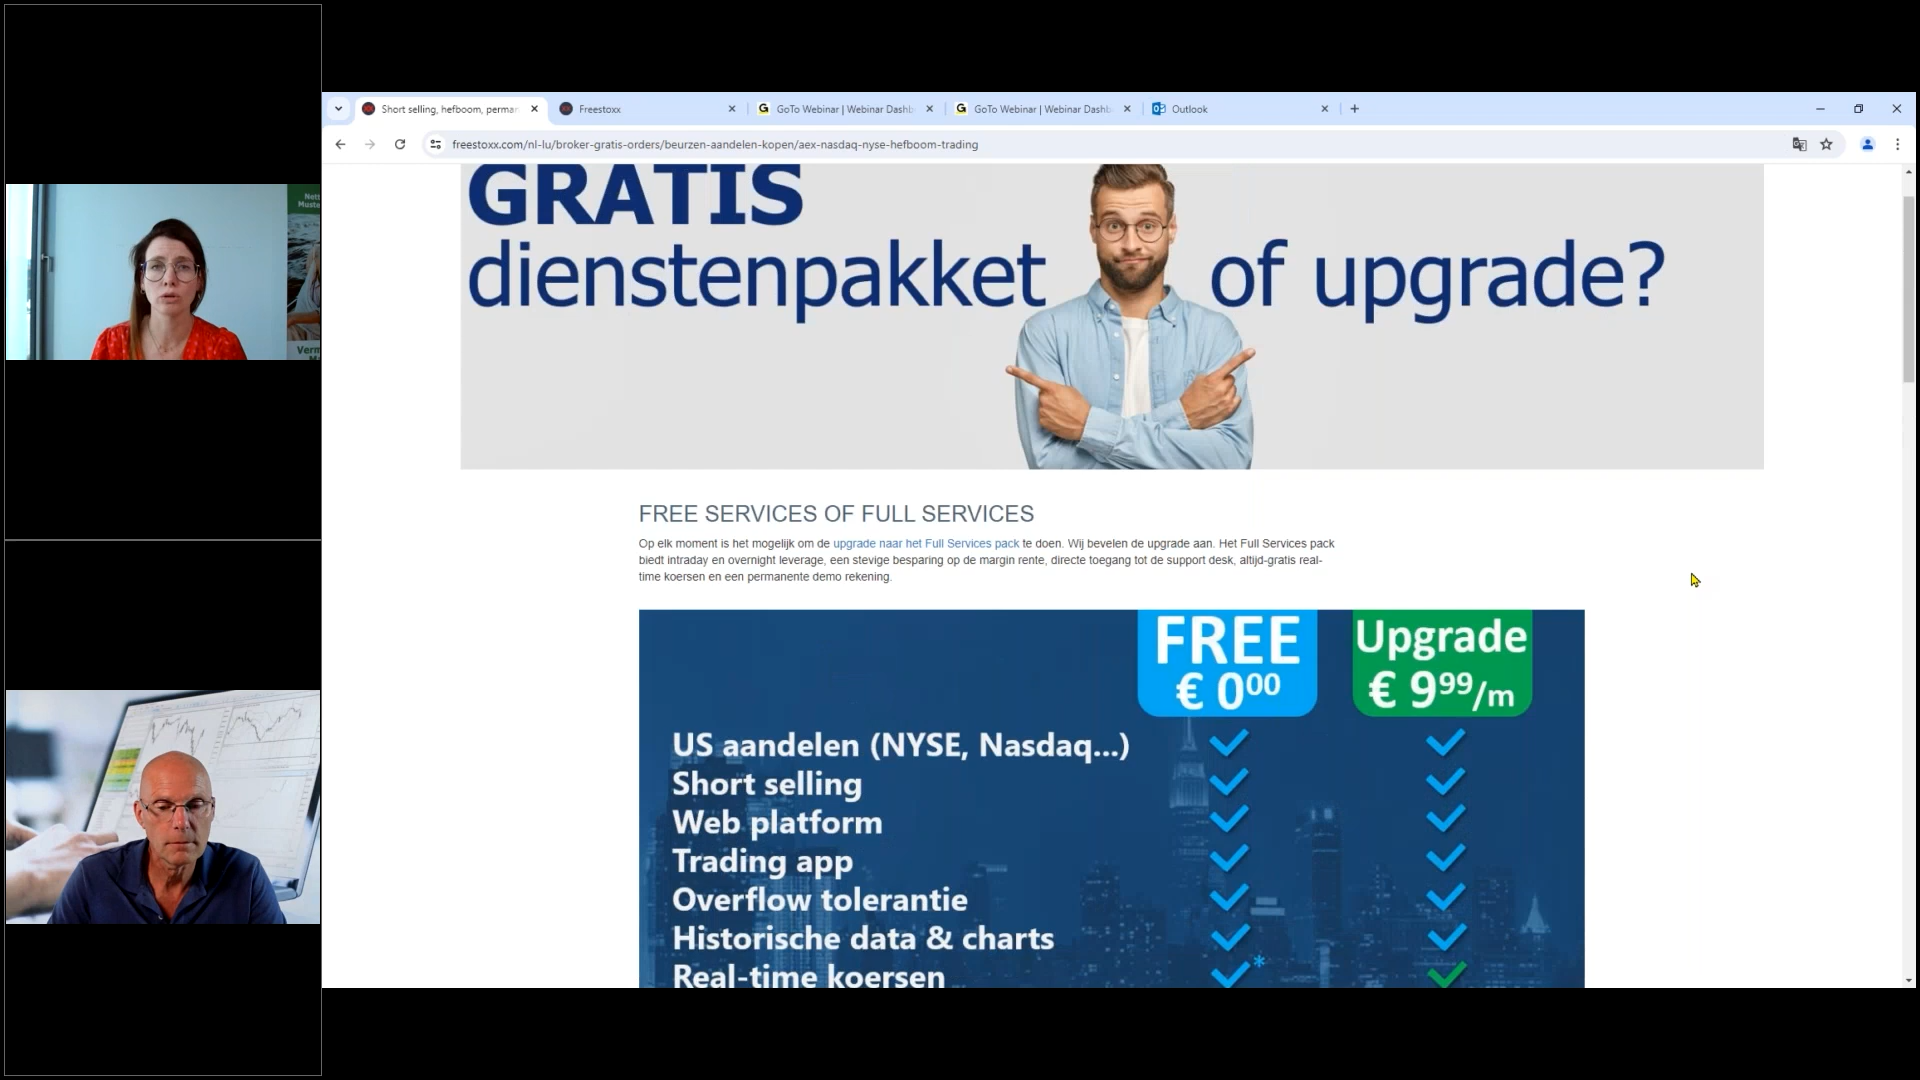 Short selling, hefboom, perma
Freestoxx
GoTo Webinar | Webinar Dashb
GoTo Webinar | Webinar Dashb
Outlook
freestoxx.com/nl-lu/broker-gratis-orders/beurzen-aandelen-kopen/aex-nasdaq-nyse-hefboom-trading
GRATIS
dienstenpakket of upgrade?
FREE SERVICES OF FULL SERVICES
Op elk moment is het mogelijk om de upgrade naar het Full Services pack te doen. Wij bevelen de upgrade aan. Het Full Services pack
biedt intraday en overnight leverage, een stevige besparing op de margin rente, directe toegang tot de support desk, altijd-gratis real-
time koersen en een permanente demo rekening.
FREE
€ 0⁰⁰
Upgrade
€ 9⁹⁹/m
US aandelen (NYSE, Nasdaq...)
Short selling
Web platform
Trading app
Overflow tolerantie
Historische data & charts
Real-time koersen *